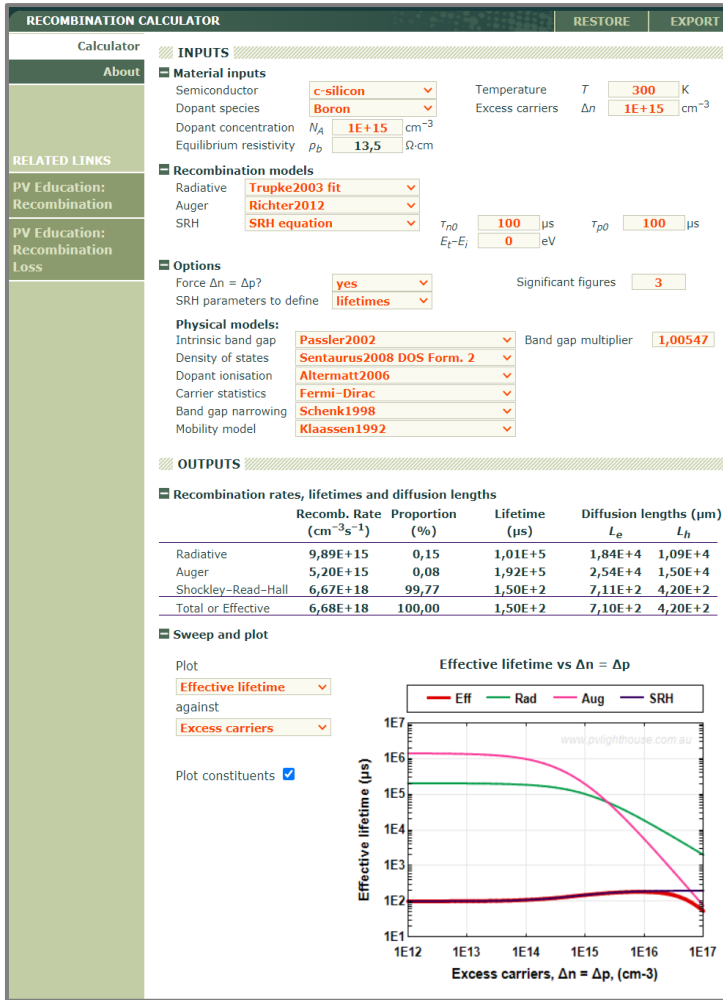 RECOMBINATION CALCULATOR RESTORE EXPORT
Calculator
About
RELATED LINKS
PV Education:
Recombination
PV Education:
Recombination
Loss
INPUTS
Material inputs
Semiconductor c-silicon Temperature T 300 K
Dopant species Boron Excess carriers Δn 1E+15 cm⁻³
Dopant concentration N_A 1E+15 cm⁻³
Equilibrium resistivity ρ_b 13,5 Ω·cm
Recombination models
Radiative Trupke2003 fit
Auger Richter2012
SRH SRH equation τ_n0 100 µs τ_p0 100 µs
E_t–E_i 0 eV
Options
Force Δn = Δp? yes Significant figures 3
SRH parameters to define lifetimes
Physical models:
Intrinsic band gap Passler2002 Band gap multiplier 1,00547
Density of states Sentaurus2008 DOS Form. 2
Dopant ionisation Altermatt2006
Carrier statistics Fermi–Dirac
Band gap narrowing Schenk1998
Mobility model Klaassen1992
OUTPUTS
Recombination rates, lifetimes and diffusion lengths
Recomb. Rate Proportion Lifetime Diffusion lengths (µm)
(cm⁻³s⁻¹) (%) (µs) L_e L_h
Radiative 9,89E+15 0,15 1,01E+5 1,84E+4 1,09E+4
Auger 5,20E+15 0,08 1,92E+5 2,54E+4 1,50E+4
Shockley–Read–Hall 6,67E+18 99,77 1,50E+2 7,11E+2 4,20E+2
Total or Effective 6,68E+18 100,00 1,50E+2 7,10E+2 4,20E+2
Sweep and plot
Plot
Effective lifetime
against
Excess carriers
Plot constituents
Effective lifetime vs Δn = Δp
Eff Rad Aug SRH
www.pvlighthouse.com.au
Effective lifetime (µs)
1E7
1E6
1E5
1E4
1E3
1E2
1E1
1E12 1E13 1E14 1E15 1E16 1E17
Excess carriers, Δn = Δp, (cm-3)